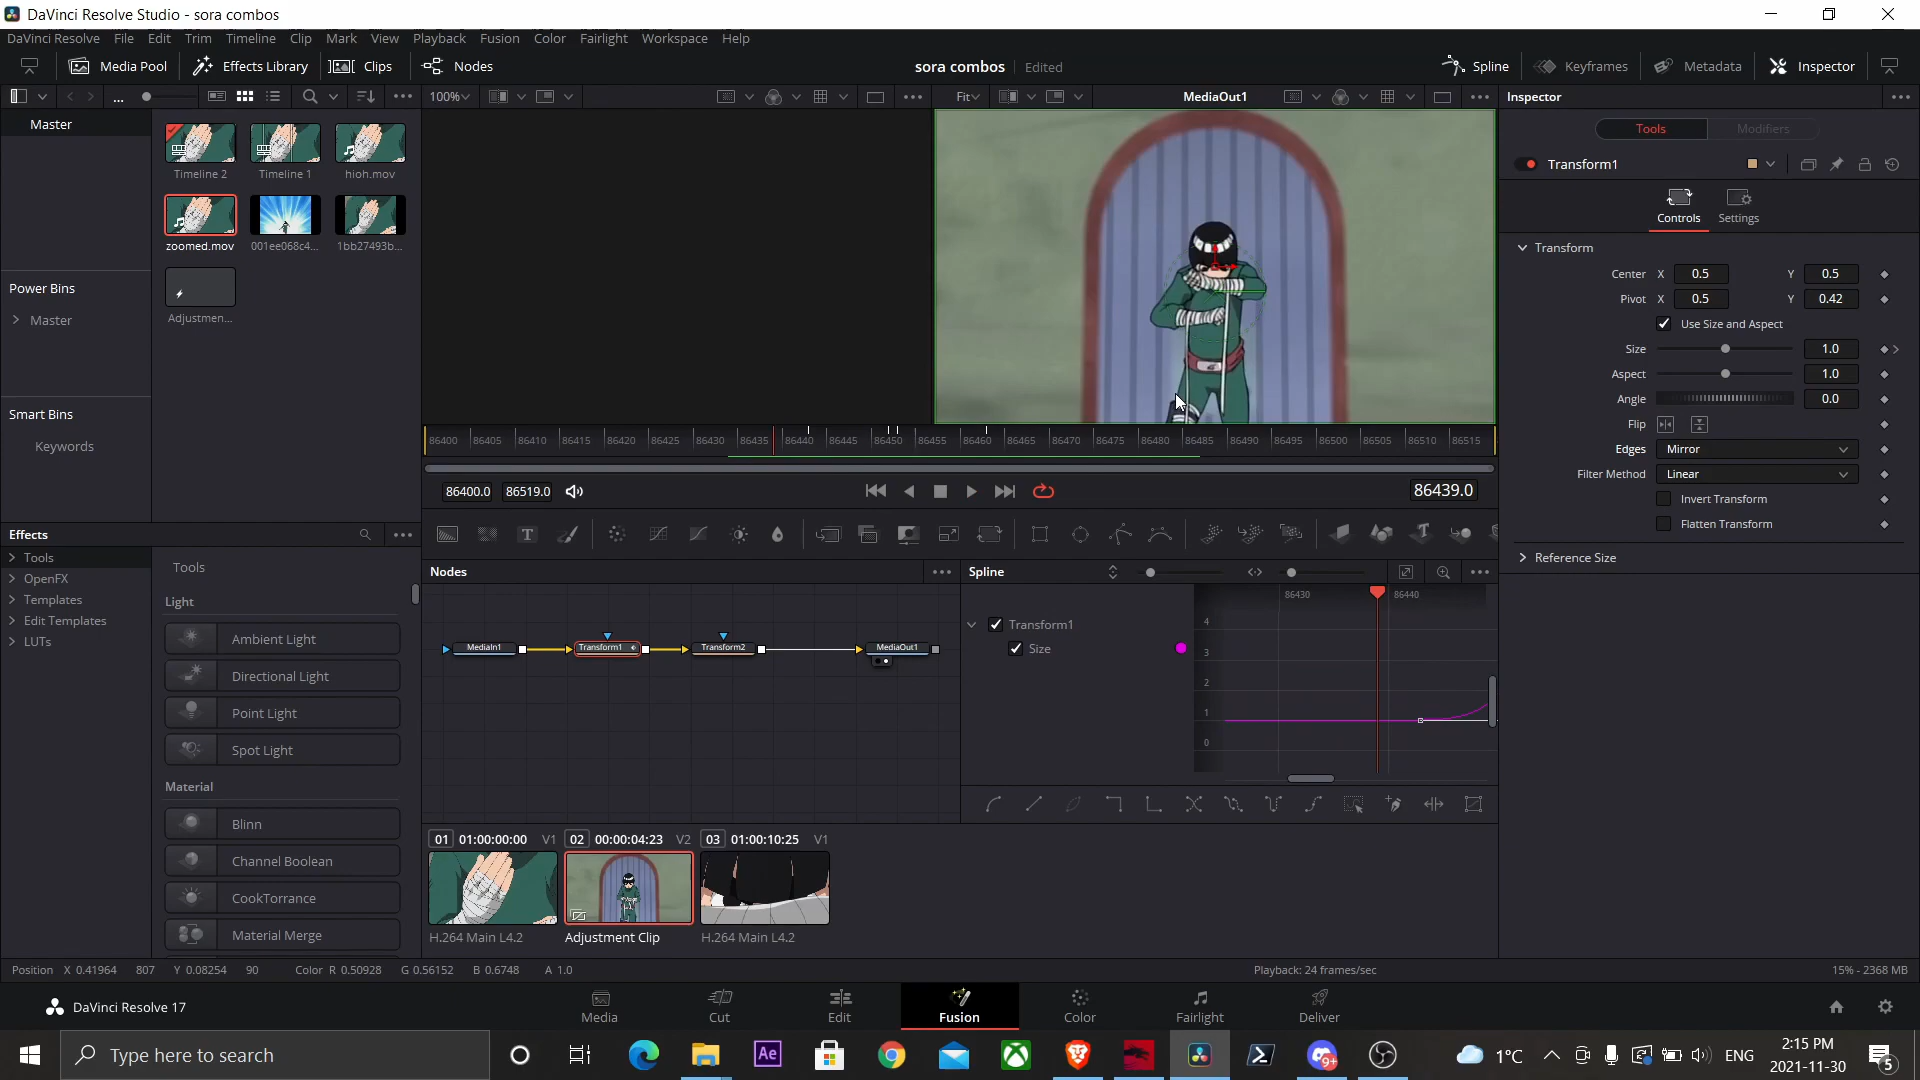 DaVinci Resolve Studio - sora combos
DaVinci Resolve File Edit Trim Timeline Clip Mark View Playback Fusion Color Fairlight Workspace Help
Media Pool Effects Library Clips Nodes sora combos Edited Spline Keyframes Metadata Inspector
... 100% Fit MediaOut1 Inspector
Master
Timeline 2 Timeline 1 hioh.mov
zoomed.mov 001ee068c4... 1bb27493b...
Adjustmen...
Power Bins
Master
Smart Bins
Keywords
Tools Modifiers
Transform1
Controls Settings
Transform
Center X 0.5 Y 0.5
Pivot X 0.5 Y 0.42
Use Size and Aspect
Size 1.0
Aspect 1.0
Angle 0.0
Flip
Edges Mirror
Filter Method Linear
Invert Transform
Flatten Transform
Reference Size
86400 86405 86410 86415 86420 86425 86430 86435 86440 86445 86450 86455 86460 86465 86470 86475 86480 86485 86490 86495 86500 86505 86510 86515
86400.0 86519.0 86439.0
Effects
Tools
OpenFX
Templates
Edit Templates
LUTs
Tools
Light
Ambient Light
Directional Light
Point Light
Spot Light
Material
Blinn
Channel Boolean
CookTorrance
Material Merge
Nodes
MediaIn1 Transform1 Transform2 MediaOut1
Spline
86430 86440
Transform1
Size
4
3
2
1
0
01 01:00:00:00 V1 02 00:00:04:23 V2 03 01:00:10:25 V1
H.264 Main L4.2 Adjustment Clip H.264 Main L4.2
Position X 0.41964 807 Y 0.08254 90 Color R 0.50928 G 0.56152 B 0.6748 A 1.0 Playback: 24 frames/sec 15% - 2368 MB
DaVinci Resolve 17 Media Cut Edit Fusion Color Fairlight Deliver
Type here to search Ae 9+ 1°C ENG 2:15 PM
2021-11-30 5